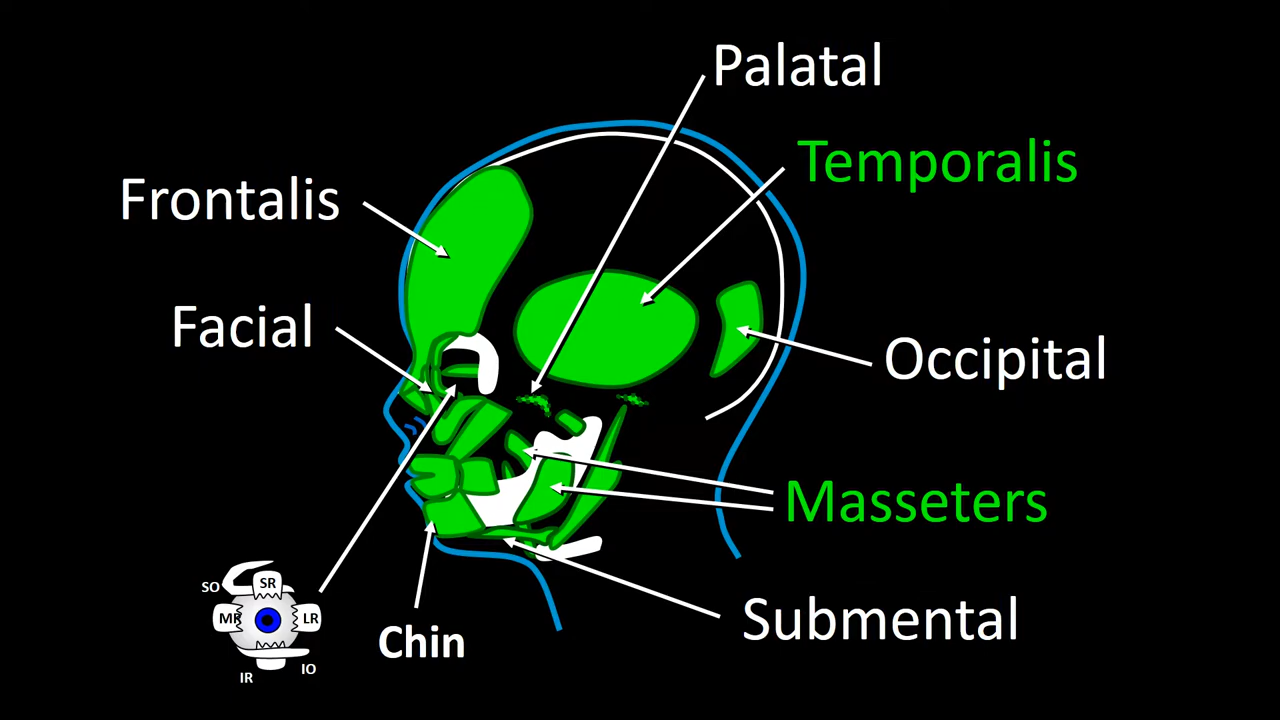 Palatal
Temporalis
Frontalis
Facial
Occipital
Masseters
Submental
Chin
SO
SR
MR
LR
IO
IR